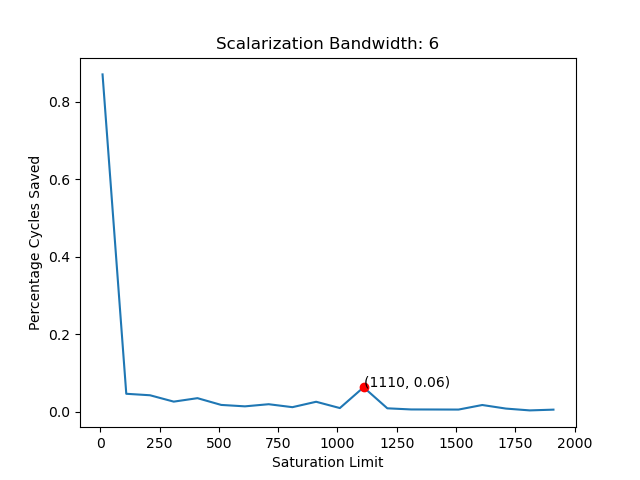 Scalarization Bandwidth: 6
Percentage Cycles Saved
0.8
0.6
0.4
0.2
0.0
(1110, 0.06)
0 250 500 750 1000 1250 1500 1750 2000
Saturation Limit